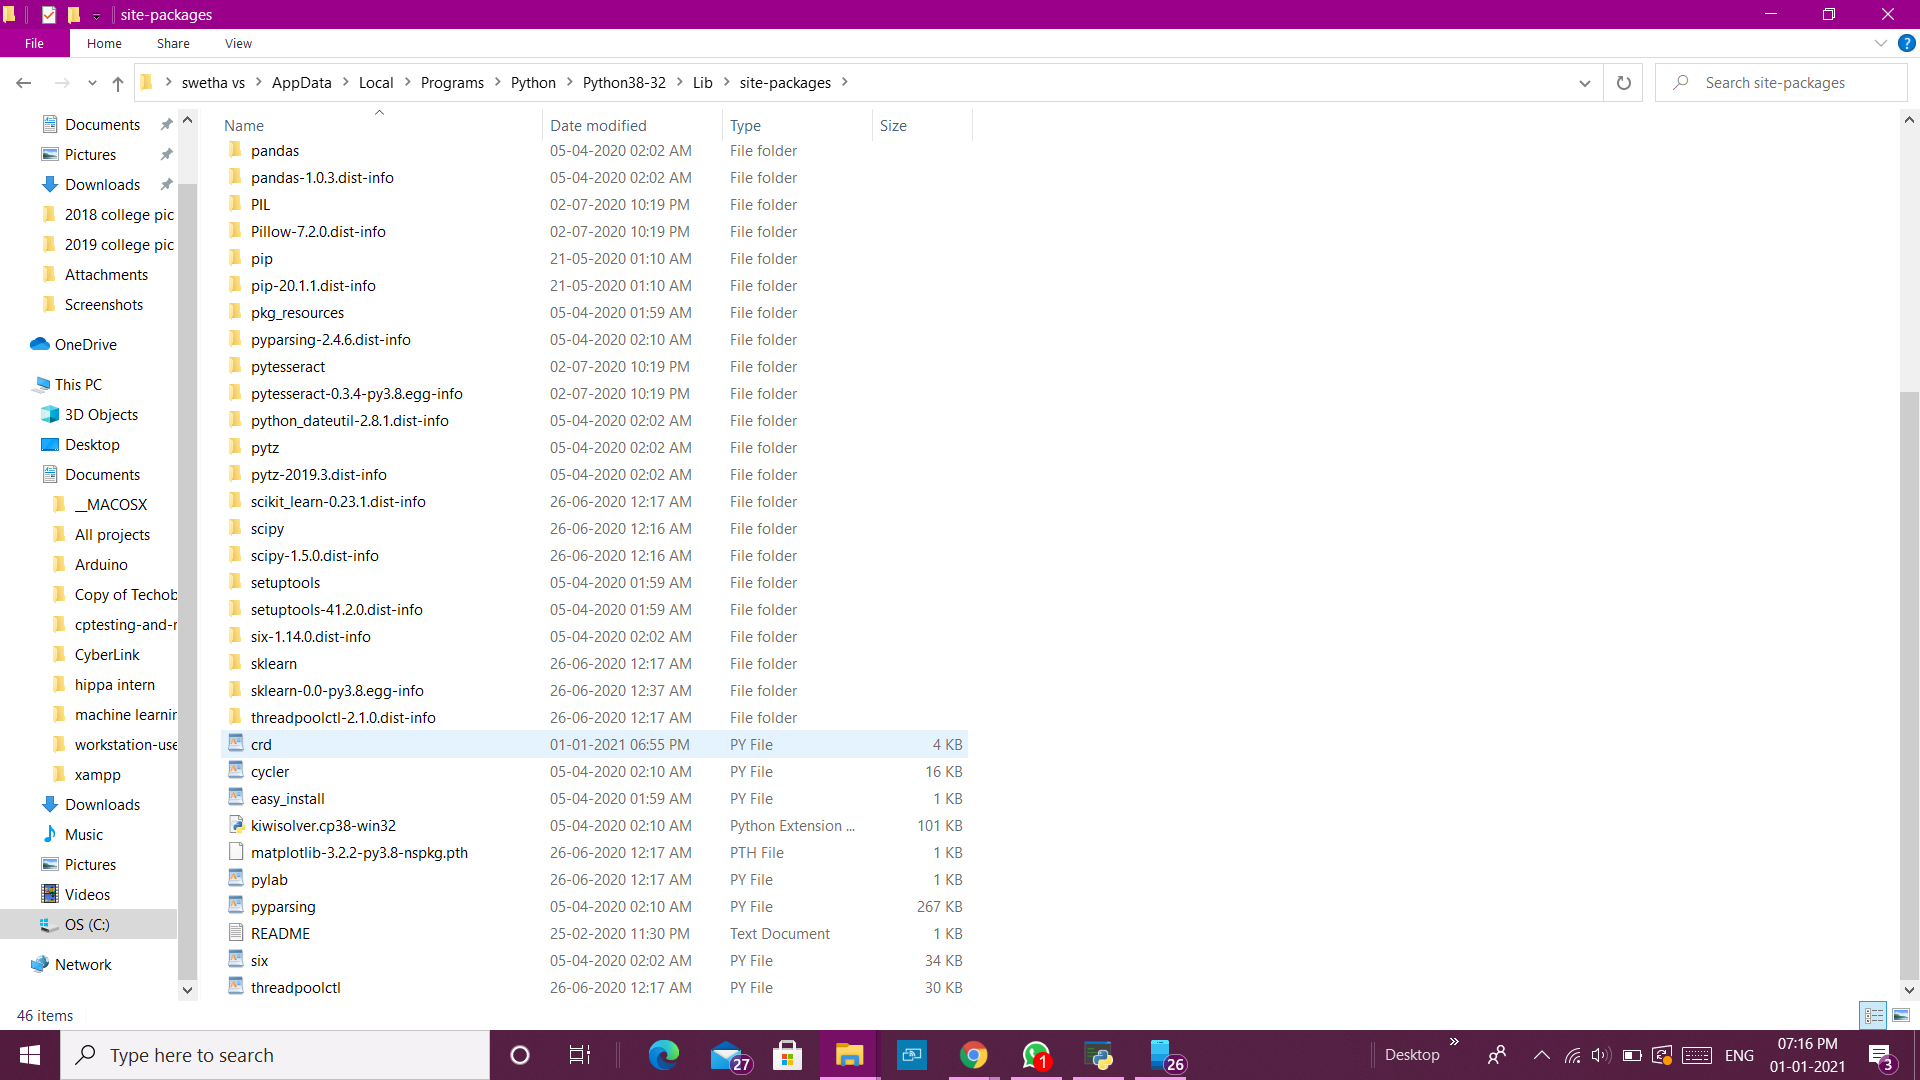 site-packages
File Home Share View
swetha vs AppData Local Programs Python Python38-32 Lib site-packages
Search site-packages
Documents
Pictures
Downloads
2018 college pic
2019 college pic
Attachments
Screenshots
OneDrive
This PC
3D Objects
Desktop
Documents
__MACOSX
All projects
Arduino
Copy of Techob
cptesting-and-r
CyberLink
hippa intern
machine learnin
workstation-use
xampp
Downloads
Music
Pictures
Videos
OS (C:)
Network
Name Date modified Type Size
pandas 05-04-2020 02:02 AM File folder
pandas-1.0.3.dist-info 05-04-2020 02:02 AM File folder
PIL 02-07-2020 10:19 PM File folder
Pillow-7.2.0.dist-info 02-07-2020 10:19 PM File folder
pip 21-05-2020 01:10 AM File folder
pip-20.1.1.dist-info 21-05-2020 01:10 AM File folder
pkg_resources 05-04-2020 01:59 AM File folder
pyparsing-2.4.6.dist-info 05-04-2020 02:10 AM File folder
pytesseract 02-07-2020 10:19 PM File folder
pytesseract-0.3.4-py3.8.egg-info 02-07-2020 10:19 PM File folder
python_dateutil-2.8.1.dist-info 05-04-2020 02:02 AM File folder
pytz 05-04-2020 02:02 AM File folder
pytz-2019.3.dist-info 05-04-2020 02:02 AM File folder
scikit_learn-0.23.1.dist-info 26-06-2020 12:17 AM File folder
scipy 26-06-2020 12:16 AM File folder
scipy-1.5.0.dist-info 26-06-2020 12:16 AM File folder
setuptools 05-04-2020 01:59 AM File folder
setuptools-41.2.0.dist-info 05-04-2020 01:59 AM File folder
six-1.14.0.dist-info 05-04-2020 02:02 AM File folder
sklearn 26-06-2020 12:17 AM File folder
sklearn-0.0-py3.8.egg-info 26-06-2020 12:37 AM File folder
threadpoolctl-2.1.0.dist-info 26-06-2020 12:17 AM File folder
crd 01-01-2021 06:55 PM PY File 4 KB
cycler 05-04-2020 02:10 AM PY File 16 KB
easy_install 05-04-2020 01:59 AM PY File 1 KB
kiwisolver.cp38-win32 05-04-2020 02:10 AM Python Extension ... 101 KB
matplotlib-3.2.2-py3.8-nspkg.pth 26-06-2020 12:17 AM PTH File 1 KB
pylab 26-06-2020 12:17 AM PY File 1 KB
pyparsing 05-04-2020 02:10 AM PY File 267 KB
README 25-02-2020 11:30 PM Text Document 1 KB
six 05-04-2020 02:02 AM PY File 34 KB
threadpoolctl 26-06-2020 12:17 AM PY File 30 KB
46 items
Type here to search
27
1
26
Desktop
ENG
07:16 PM
01-01-2021
3